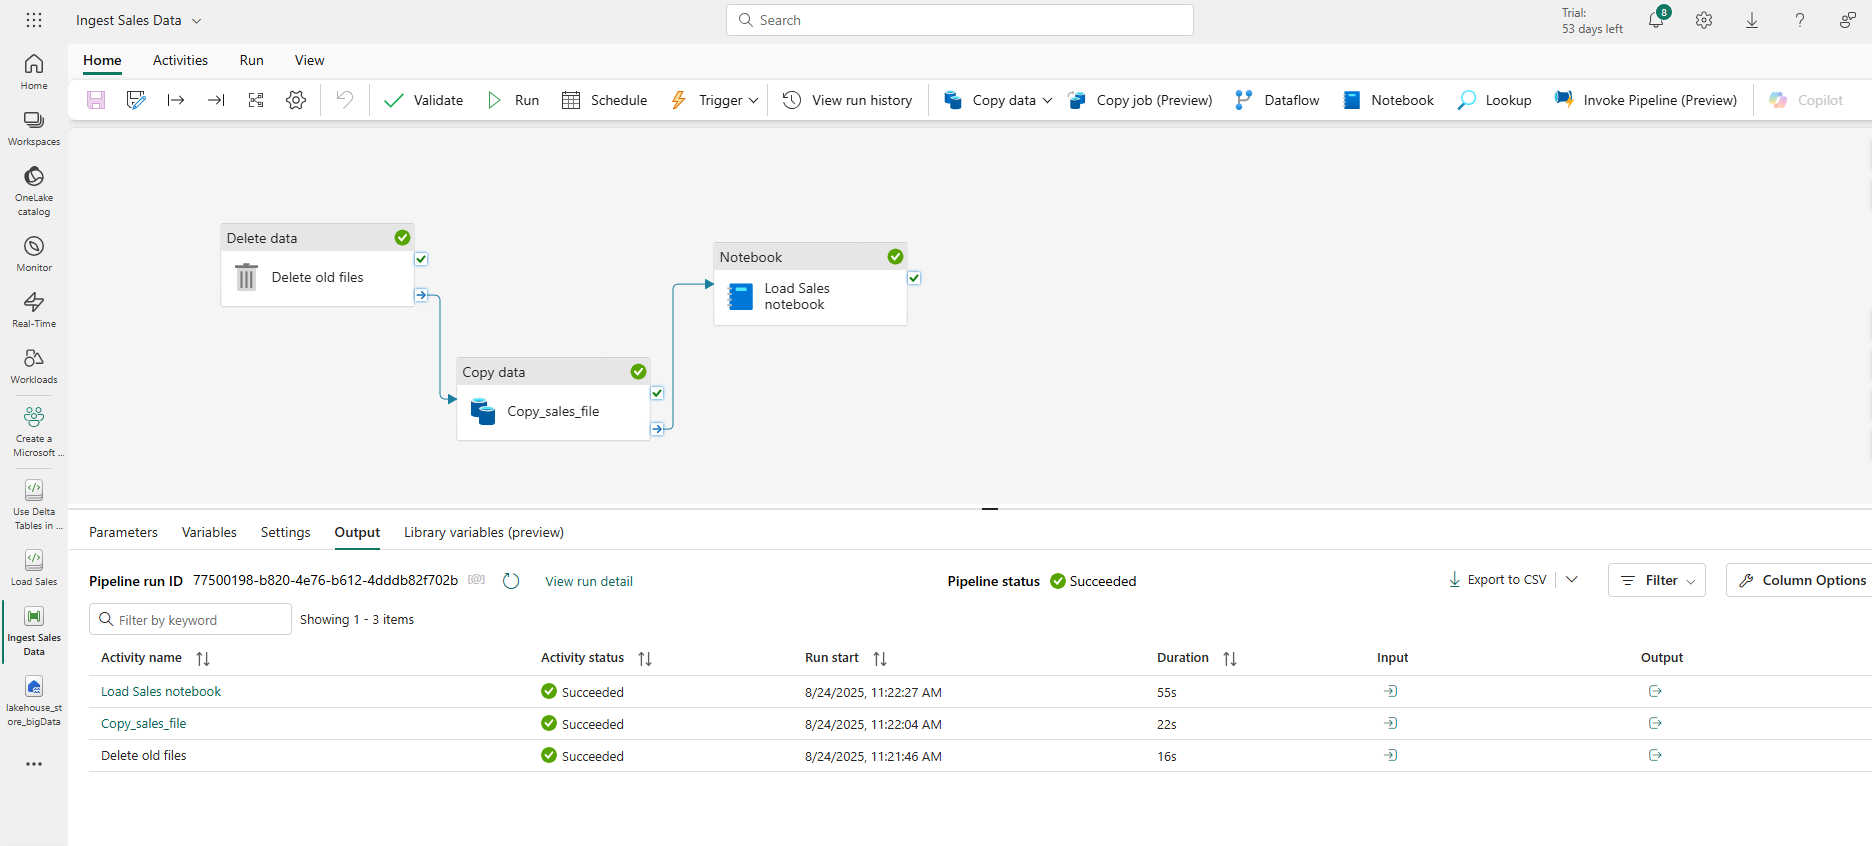 Ingest Sales Data
Search
Trial:
53 days left
8
Home
Workspaces
OneLake
catalog
Monitor
Real-Time
Workloads
Create a
Microsoft ...
Use Delta
Tables in ...
Load Sales
Ingest Sales
Data
lakehouse_st
ore_bigData
Home Activities Run View
Validate Run Schedule Trigger View run history Copy data Copy job (Preview) Dataflow Notebook Lookup Invoke Pipeline (Preview) Copilot
Delete data
Delete old files
Notebook
Load Sales
notebook
Copy data
Copy_sales_file
Parameters Variables Settings Output Library variables (preview)
Pipeline run ID 77500198-b820-4e76-b612-4dddb82f702b [@] View run detail Pipeline status Succeeded Export to CSV Filter Column Options
Filter by keyword Showing 1 - 3 items
Activity name Activity status Run start Duration Input Output
Load Sales notebook Succeeded 8/24/2025, 11:22:27 AM 55s
Copy_sales_file Succeeded 8/24/2025, 11:22:04 AM 22s
Delete old files Succeeded 8/24/2025, 11:21:46 AM 16s